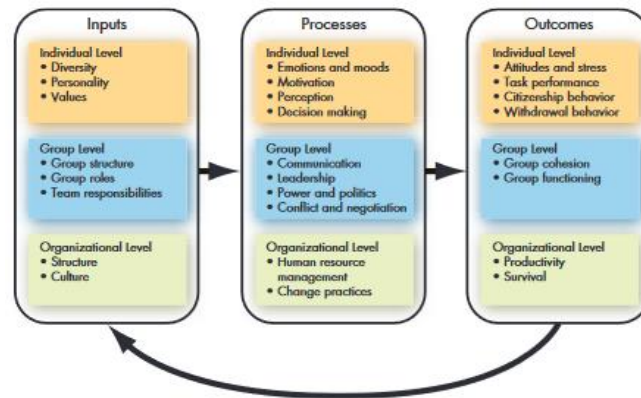 Inputs
Individual Level
• Diversity
• Personality
• Values
Group Level
• Group structure
• Group roles
• Team responsibilities
Organizational Level
• Structure
• Culture
Processes
Individual Level
• Emotions and moods
• Motivation
• Perception
• Decision making
Group Level
• Communication
• Leadership
• Power and politics
• Conflict and negotiation
Organizational Level
• Human resource
management
• Change practices
Outcomes
Individual Level
• Attitudes and stress
• Task performance
• Citizenship behavior
• Withdrawal behavior
Group Level
• Group cohesion
• Group functioning
Organizational Level
• Productivity
• Survival